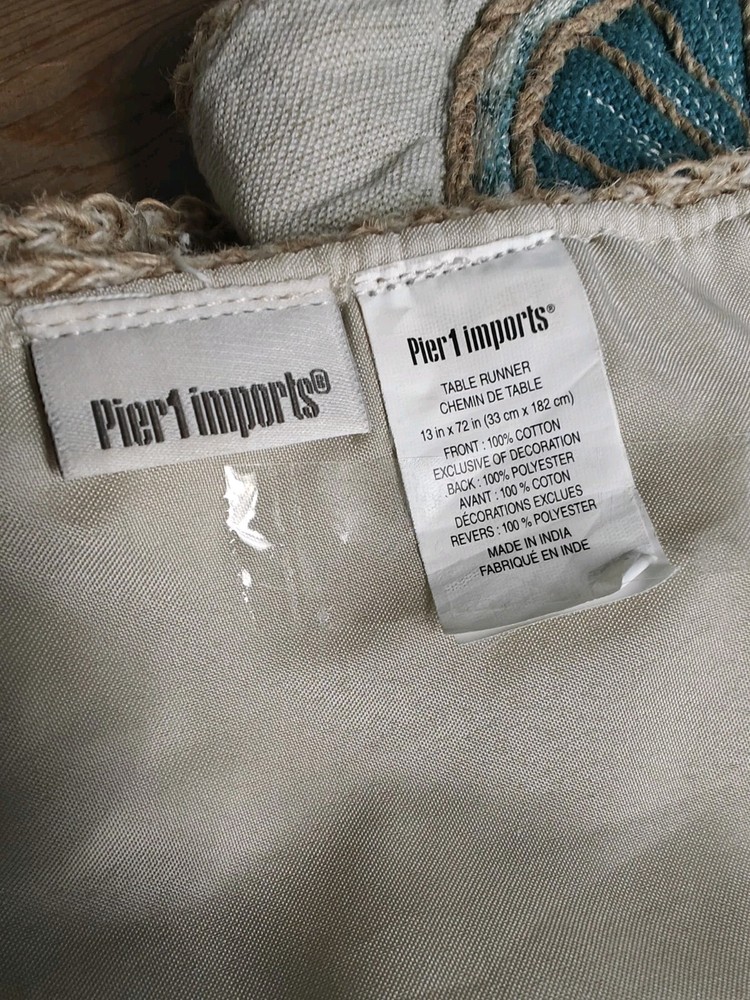 Pier1 imports®
Pier1 imports®
TABLE RUNNER
CHEMIN DE TABLE
13 in x 72 in (33 cm x 182 cm)
FRONT : 100% COTTON
EXCLUSIVE OF DECORATION
BACK : 100% POLYESTER
AVANT : 100 % COTON
DÉCORATIONS EXCLUES
REVERS : 100 % POLYESTER
MADE IN INDIA
FABRIQUÉ EN INDE